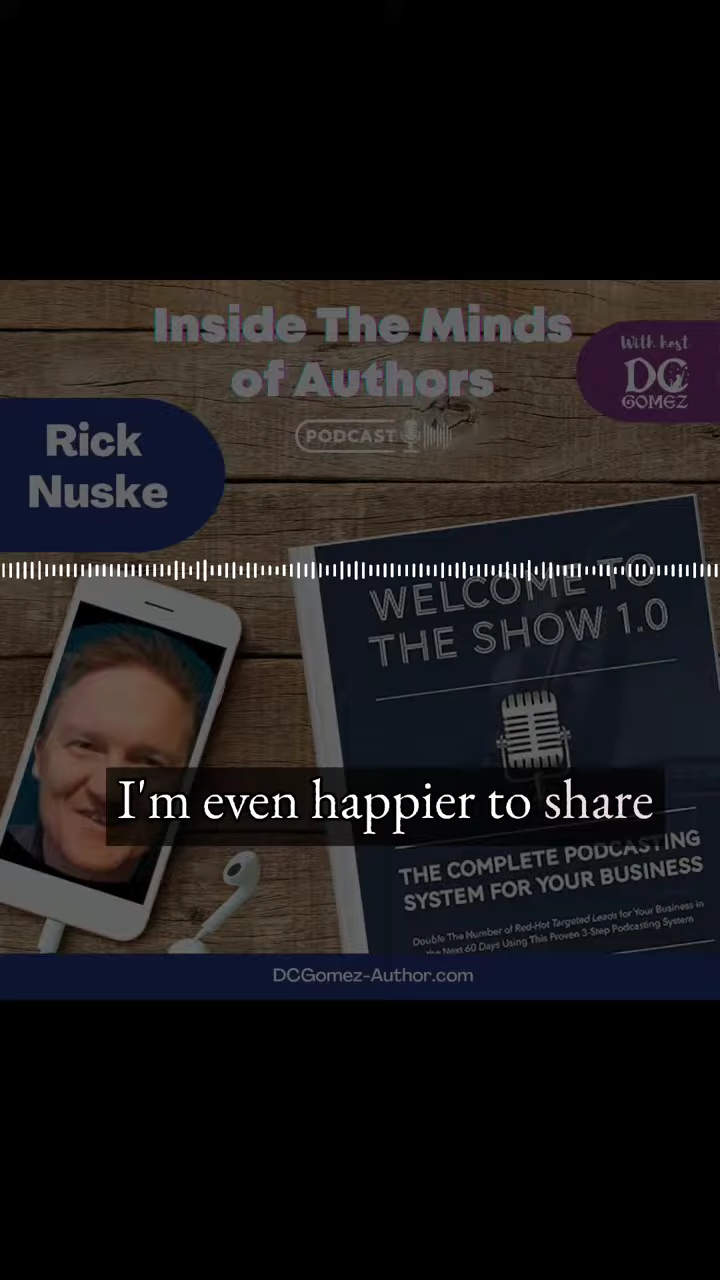 Inside The Minds
of Authors
PODCAST
With host
DC
GOMEZ
Rick
Nuske
WELCOME TO
THE SHOW 1.0
I'm even happier to share
THE COMPLETE PODCASTING
SYSTEM FOR YOUR BUSINESS
Double The Number of Red-Hot Targeted Leads for Your Business in
the Next 60 Days Using This Proven 3-Step Podcasting System
DCGomez-Author.com